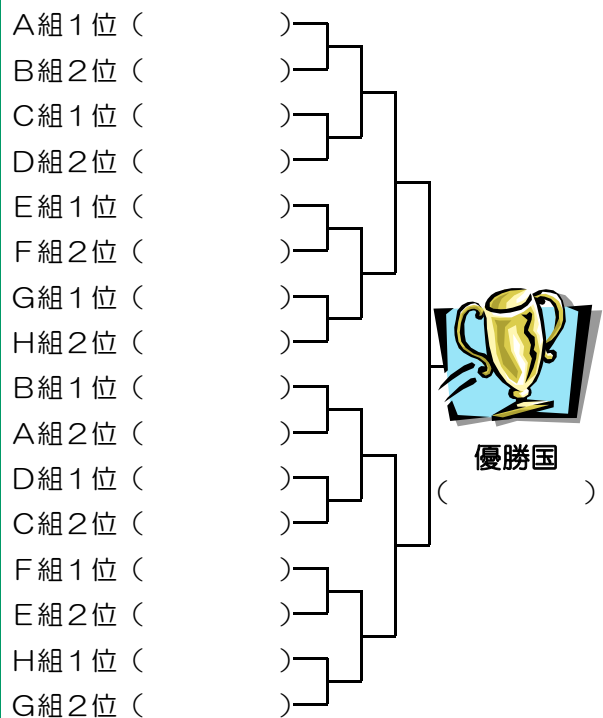 A組1位（　　　　　）
B組2位（　　　　　）
C組1位（　　　　　）
D組2位（　　　　　）
E組1位（　　　　　）
F組2位（　　　　　）
G組1位（　　　　　）
H組2位（　　　　　）
B組1位（　　　　　）
A組2位（　　　　　）
D組1位（　　　　　）
C組2位（　　　　　）
F組1位（　　　　　）
E組2位（　　　　　）
H組1位（　　　　　）
G組2位（　　　　　）
優勝国
（　　　　　）